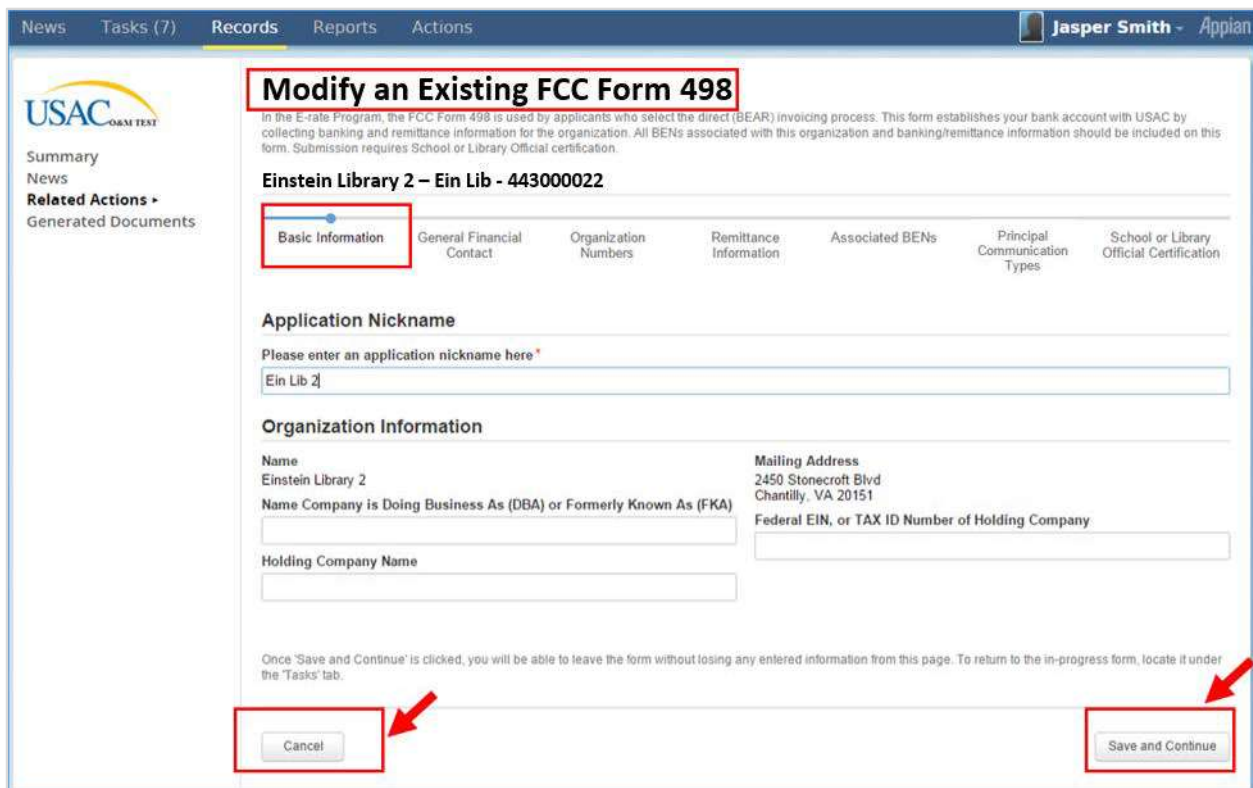 News Tasks (7) Records Reports Actions Jasper Smith Appian
USAC O&M TEST
Summary
News
Related Actions
Generated Documents
Modify an Existing FCC Form 498
In the E-rate Program, the FCC Form 498 is used by applicants who select the direct (BEAR) invoicing process. This form establishes your bank account with USAC by
collecting banking and remittance information for the organization. All BENs associated with this organization and banking/remittance information should be included on this
form. Submission requires School or Library Official certification.
Einstein Library 2 – Ein Lib - 443000022
Basic Information
General Financial
Contact
Organization
Numbers
Remittance
Information
Associated BENs
Principal
Communication
Types
School or Library
Official Certification
Application Nickname
Please enter an application nickname here *
Ein Lib 2
Organization Information
Name
Einstein Library 2
Name Company is Doing Business As (DBA) or Formerly Known As (FKA)
Holding Company Name
Mailing Address
2450 Stonecroft Blvd
Chantilly, VA 20151
Federal EIN, or TAX ID Number of Holding Company
Once 'Save and Continue' is clicked, you will be able to leave the form without losing any entered information from this page. To return to the in-progress form, locate it under
the 'Tasks' tab.
Cancel
Save and Continue